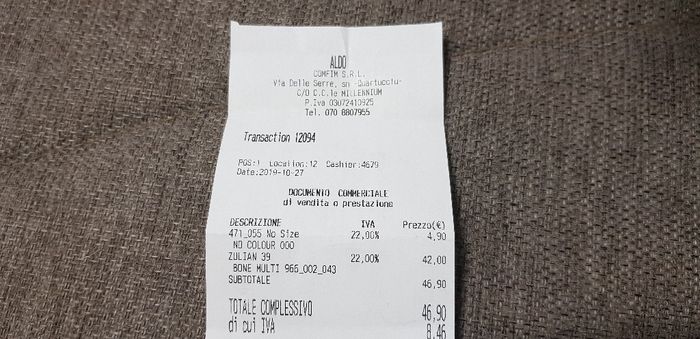 ALDO
COMFIM S.R.L.
Via Delle Serre, sn -Quartucciu-
C/O C.C.le MILLENNIUM
P.Iva 03072410925
Tel. 070 8807955
Transaction 12094
POS:1 Location:12 Cashier:4679
Date:2019-10-27
DOCUMENTO COMMERCIALE
di vendita o prestazione
DESCRIZIONE IVA Prezzo(€)
471_055 No Size 22,00% 4,90
NO COLOUR 000
ZULIAN 39 22,00% 42,00
BONE MULTI 965_002_043
SUBTOTALE 46,90
TOTALE COMPLESSIVO 46,90
di cui IVA 8,46